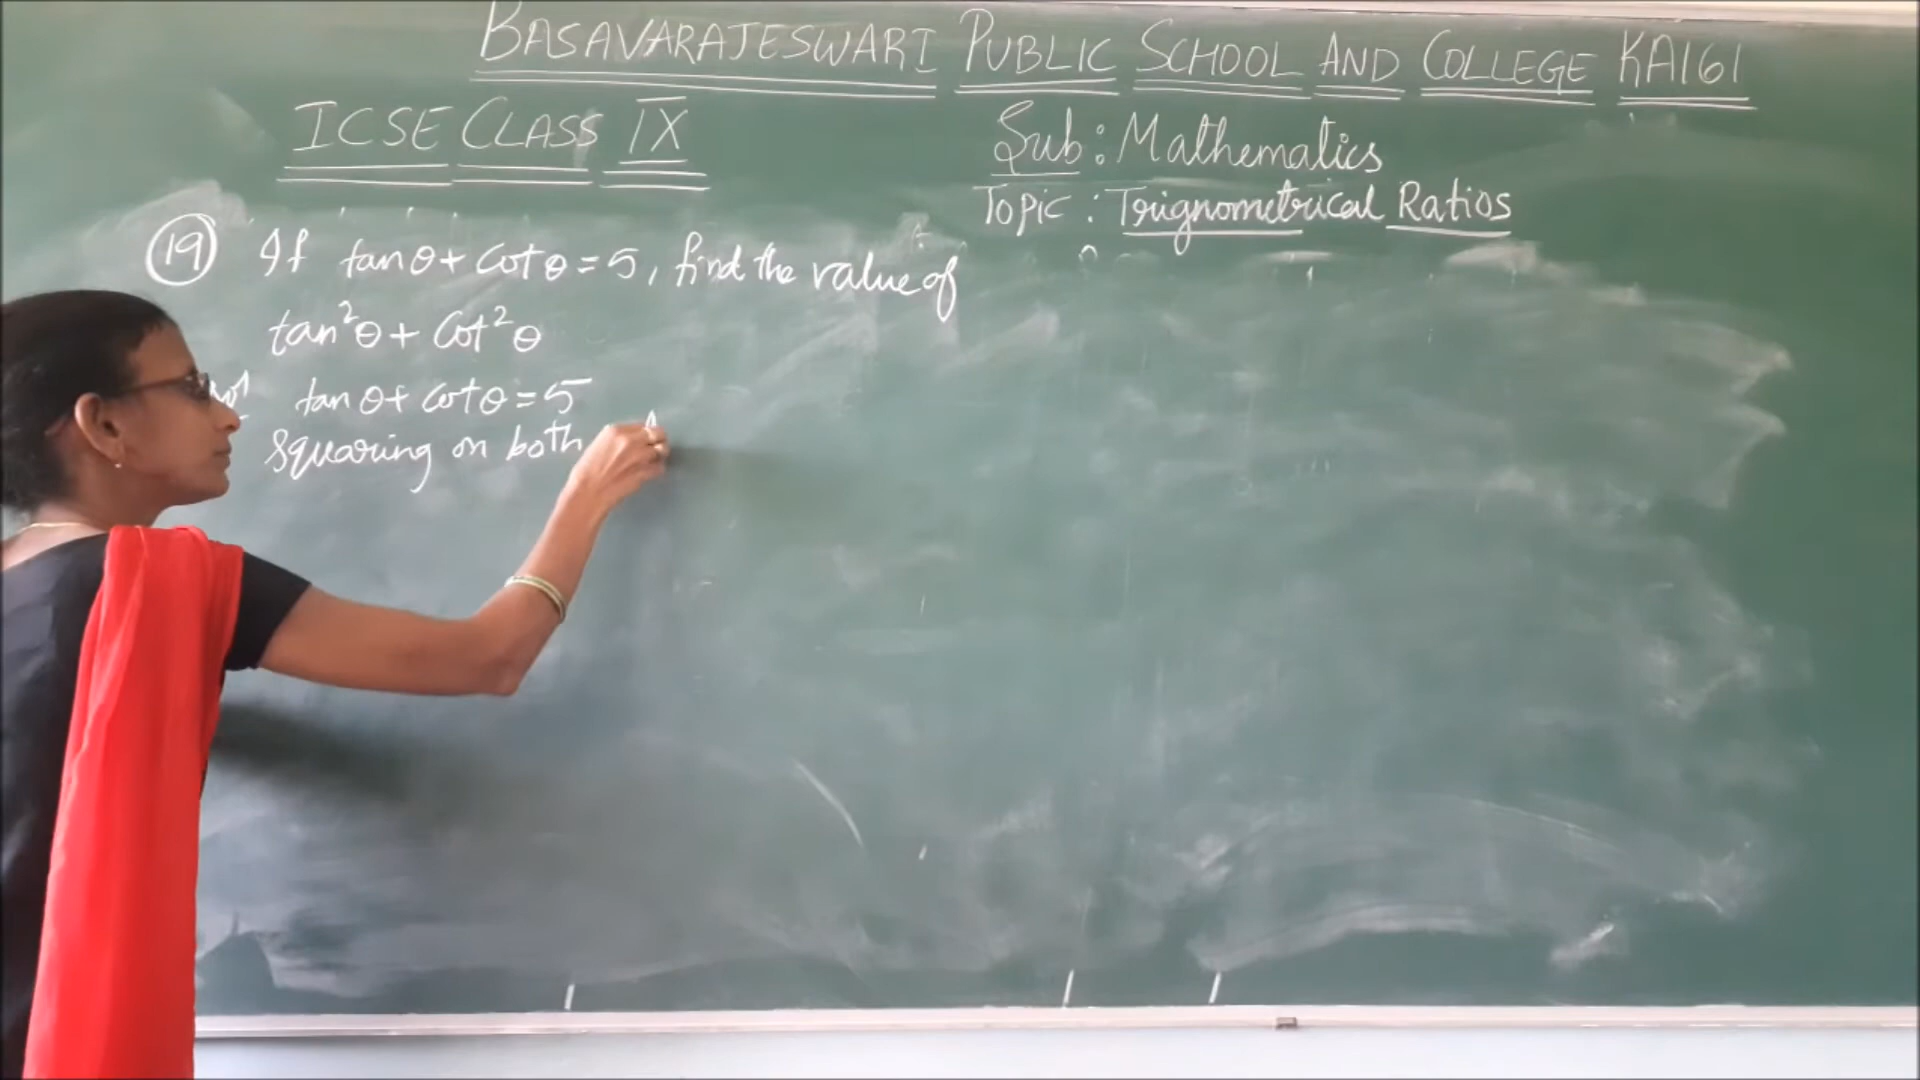 BASAVARAJESWARI PUBLIC SCHOOL AND COLLEGE KA161
ICSE CLASS IX
Sub: Mathematics
Topic: Trignometrical Ratios
19 If tanθ + cotθ = 5, find the value of
tan²θ + Cot²θ
tanθ + cotθ = 5
Squaring on both